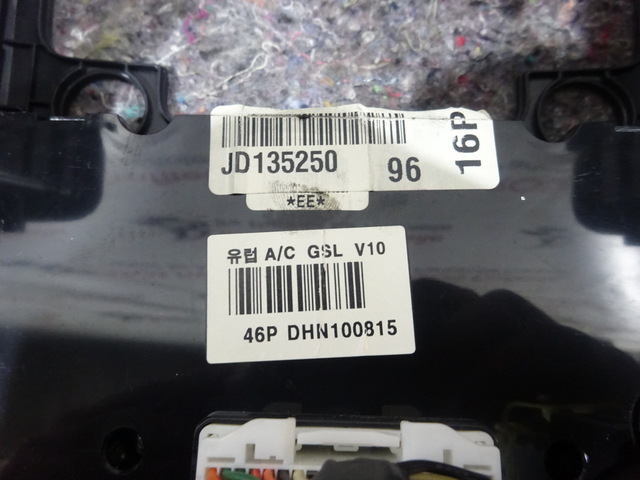 JD135250 96 16P
*EE*
유럽 A/C GSL V10
46P DHN100815